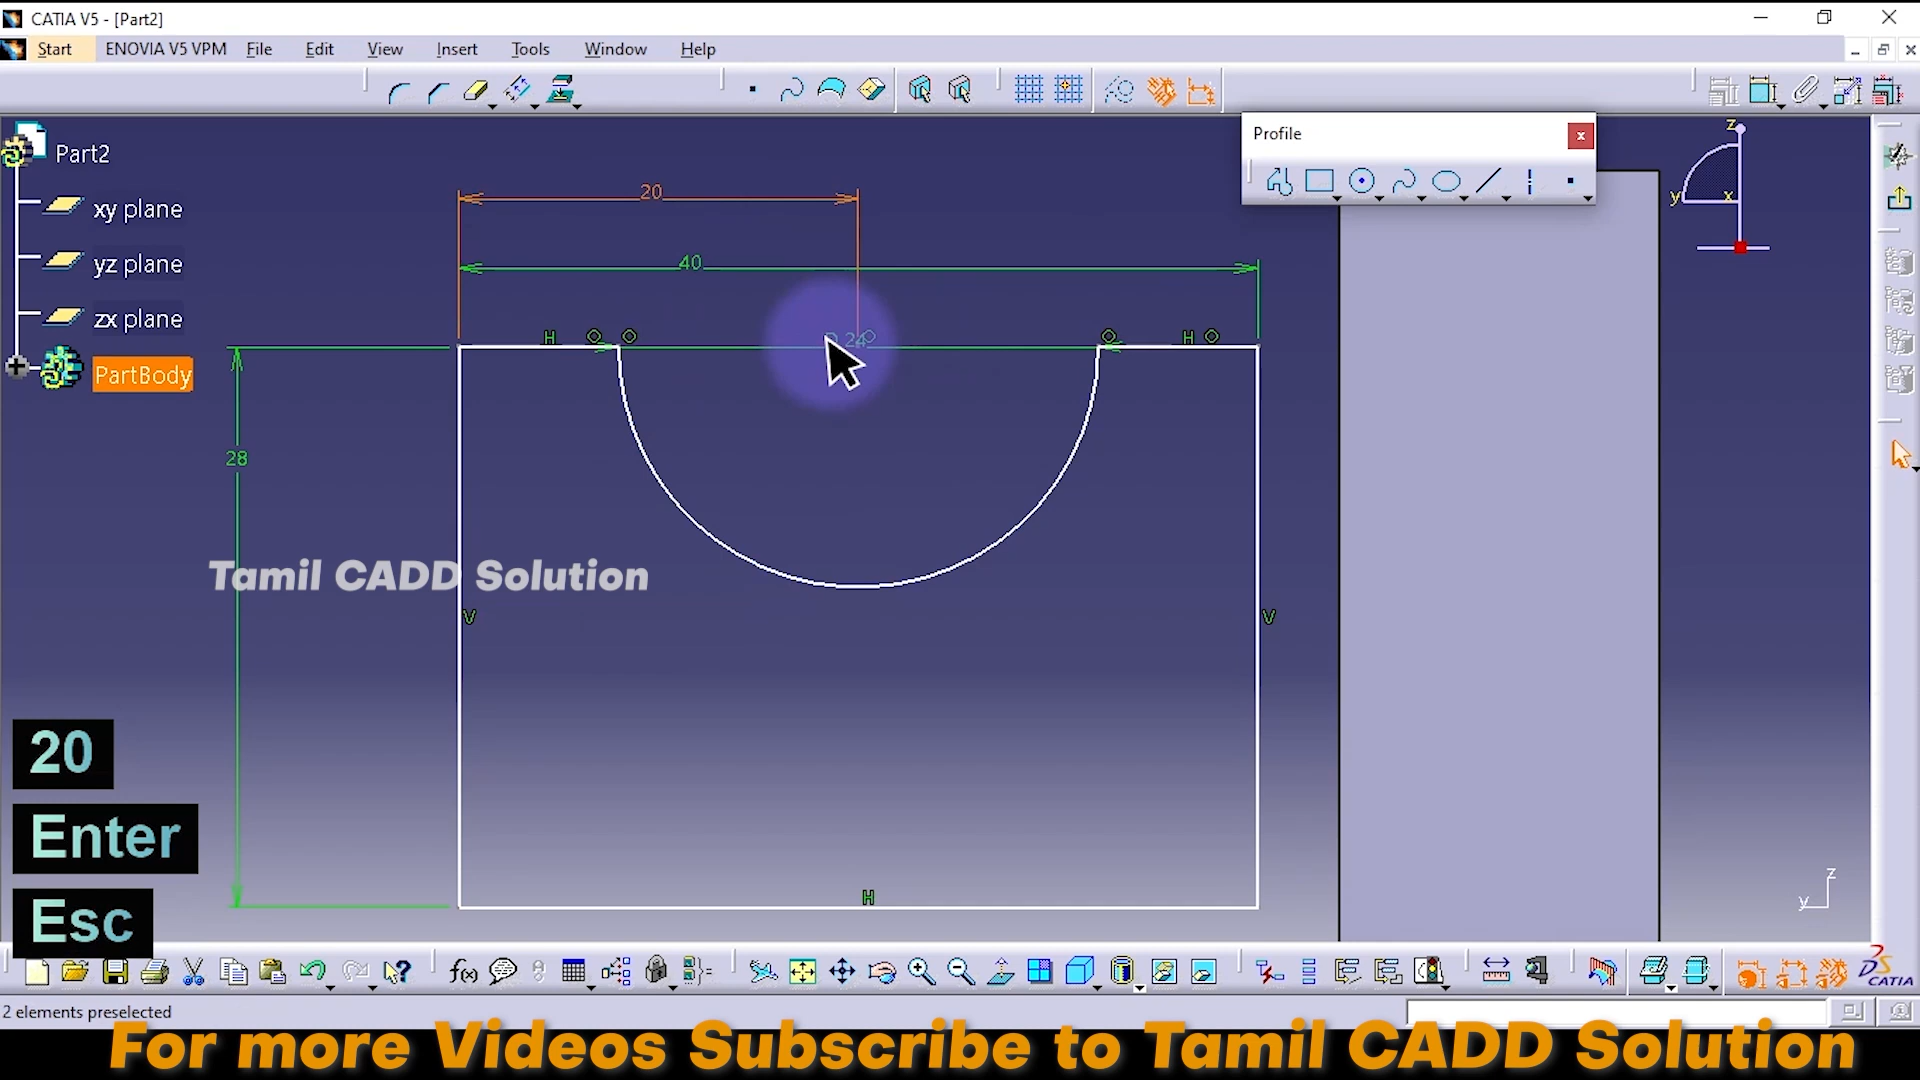 CATIA V5 - [Part2]
Start ENOVIA V5 VPM File Edit View Insert Tools Window Help
Profile
Part2
xy plane
yz plane
zx plane
PartBody
z
y x
20
40
H H
D 24
28
Tamil CADD Solution
V V
H
20
Enter
Esc
z
y
f(x)
CATIA
2 elements preselected
For more Videos Subscribe to Tamil CADD Solution